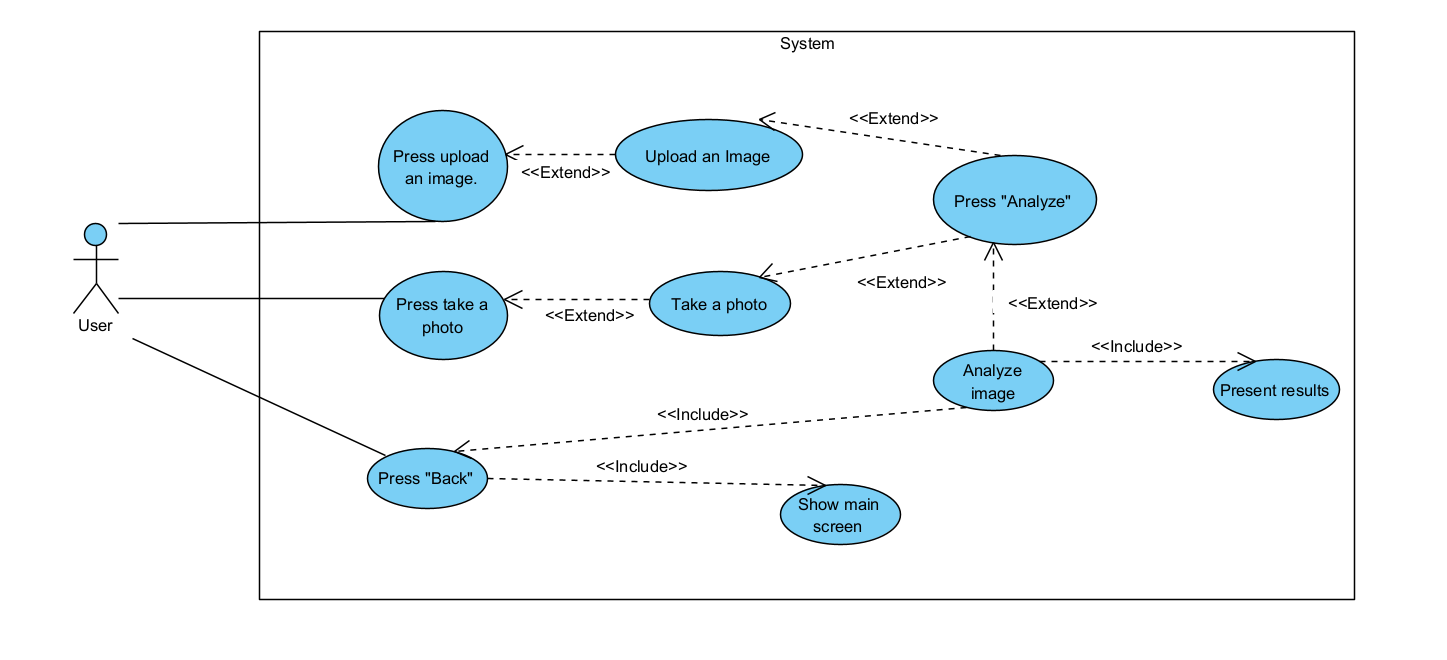 System
<<Extend>>
Press upload
an image.
Upload an Image
<<Extend>>
Press "Analyze"
<<Extend>>
Press take a
photo
Take a photo
<<Extend>>
<<Extend>>
User
<<Include>>
Analyze
image
Present results
<<Include>>
<<Include>>
Press "Back"
Show main
screen